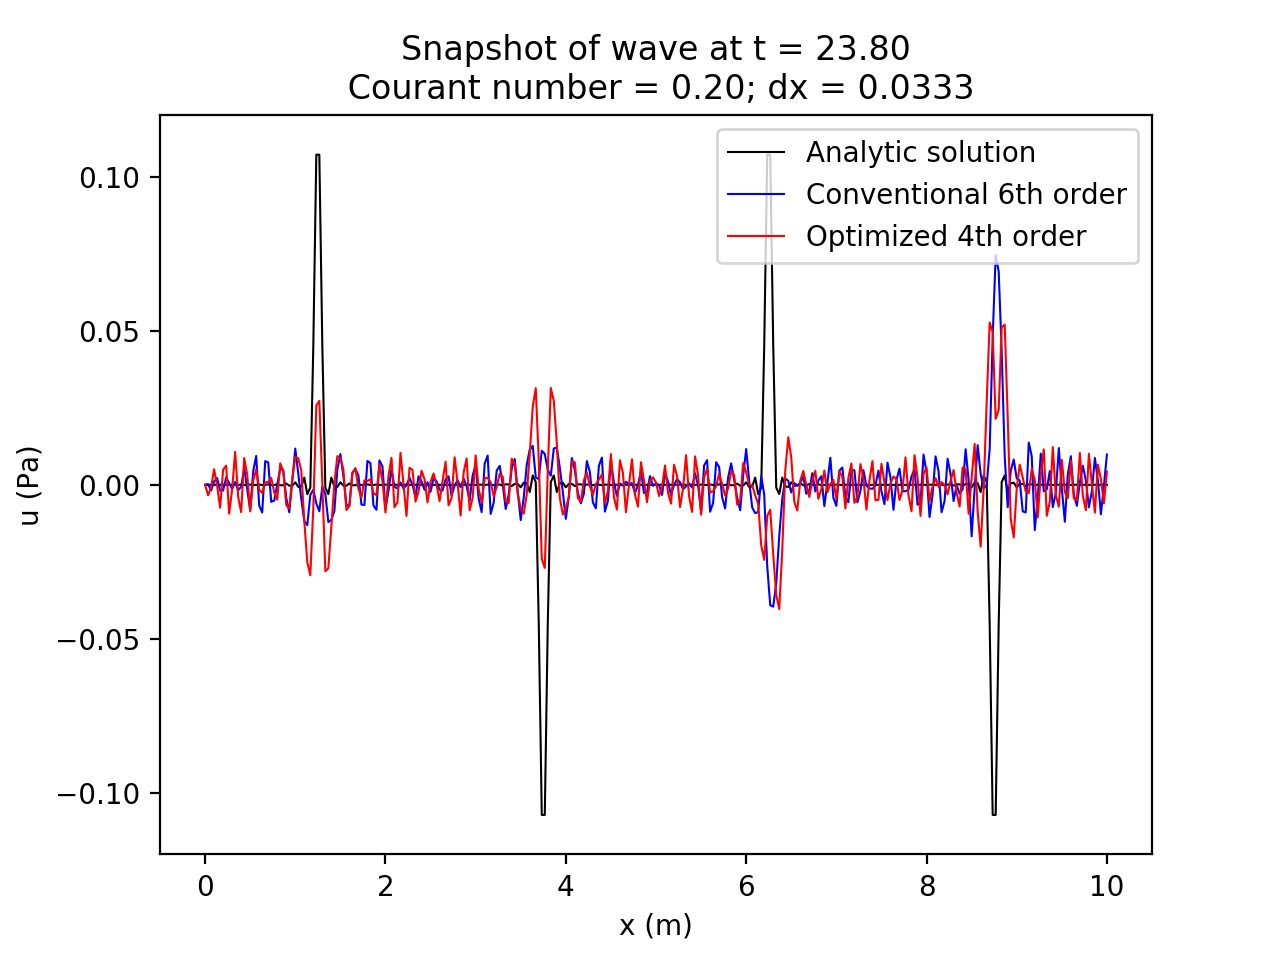 Snapshot of wave at t = 23.80
Courant number = 0.20; dx = 0.0333
Analytic solution
Conventional 6th order
Optimized 4th order
0.10
0.05
0.00
−0.05
−0.10
u (Pa)
0 2 4 6 8 10
x (m)